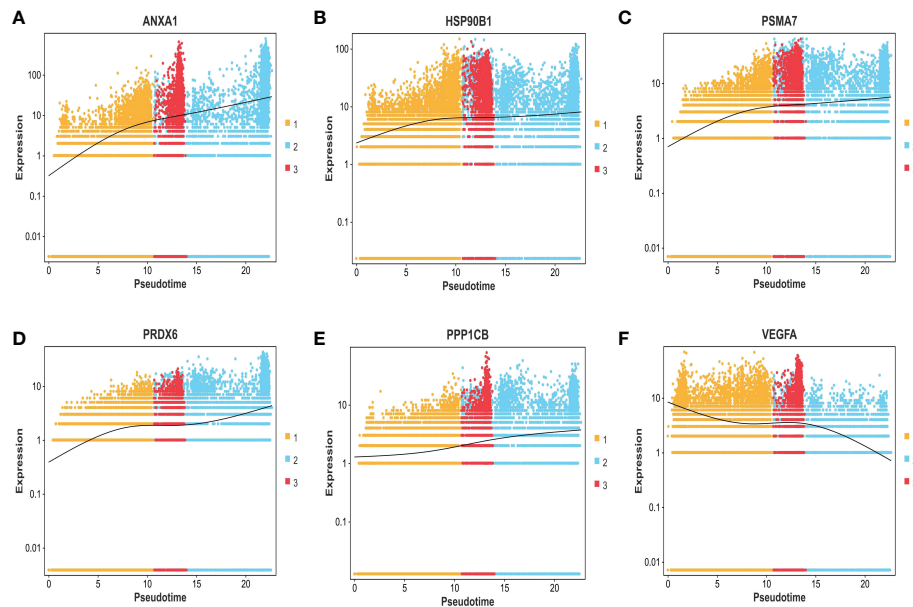 A
ANXA1
Expression
100
10
1
0.1
0.01
0
5
10
15
20
Pseudotime
1
2
3
B
HSP90B1
Expression
100
10
1
0.1
0
5
10
15
20
Pseudotime
1
2
3
C
PSMA7
Expression
10
1
0.1
0.01
0
5
10
15
20
Pseudotime
D
PRDX6
Expression
10
1
0.1
0.01
0
5
10
15
20
Pseudotime
1
2
3
E
PPP1CB
Expression
10
1
0.1
0
5
10
15
20
Pseudotime
1
2
3
F
VEGFA
Expression
10
1
0.1
0.01
0
5
10
15
20
Pseudotime